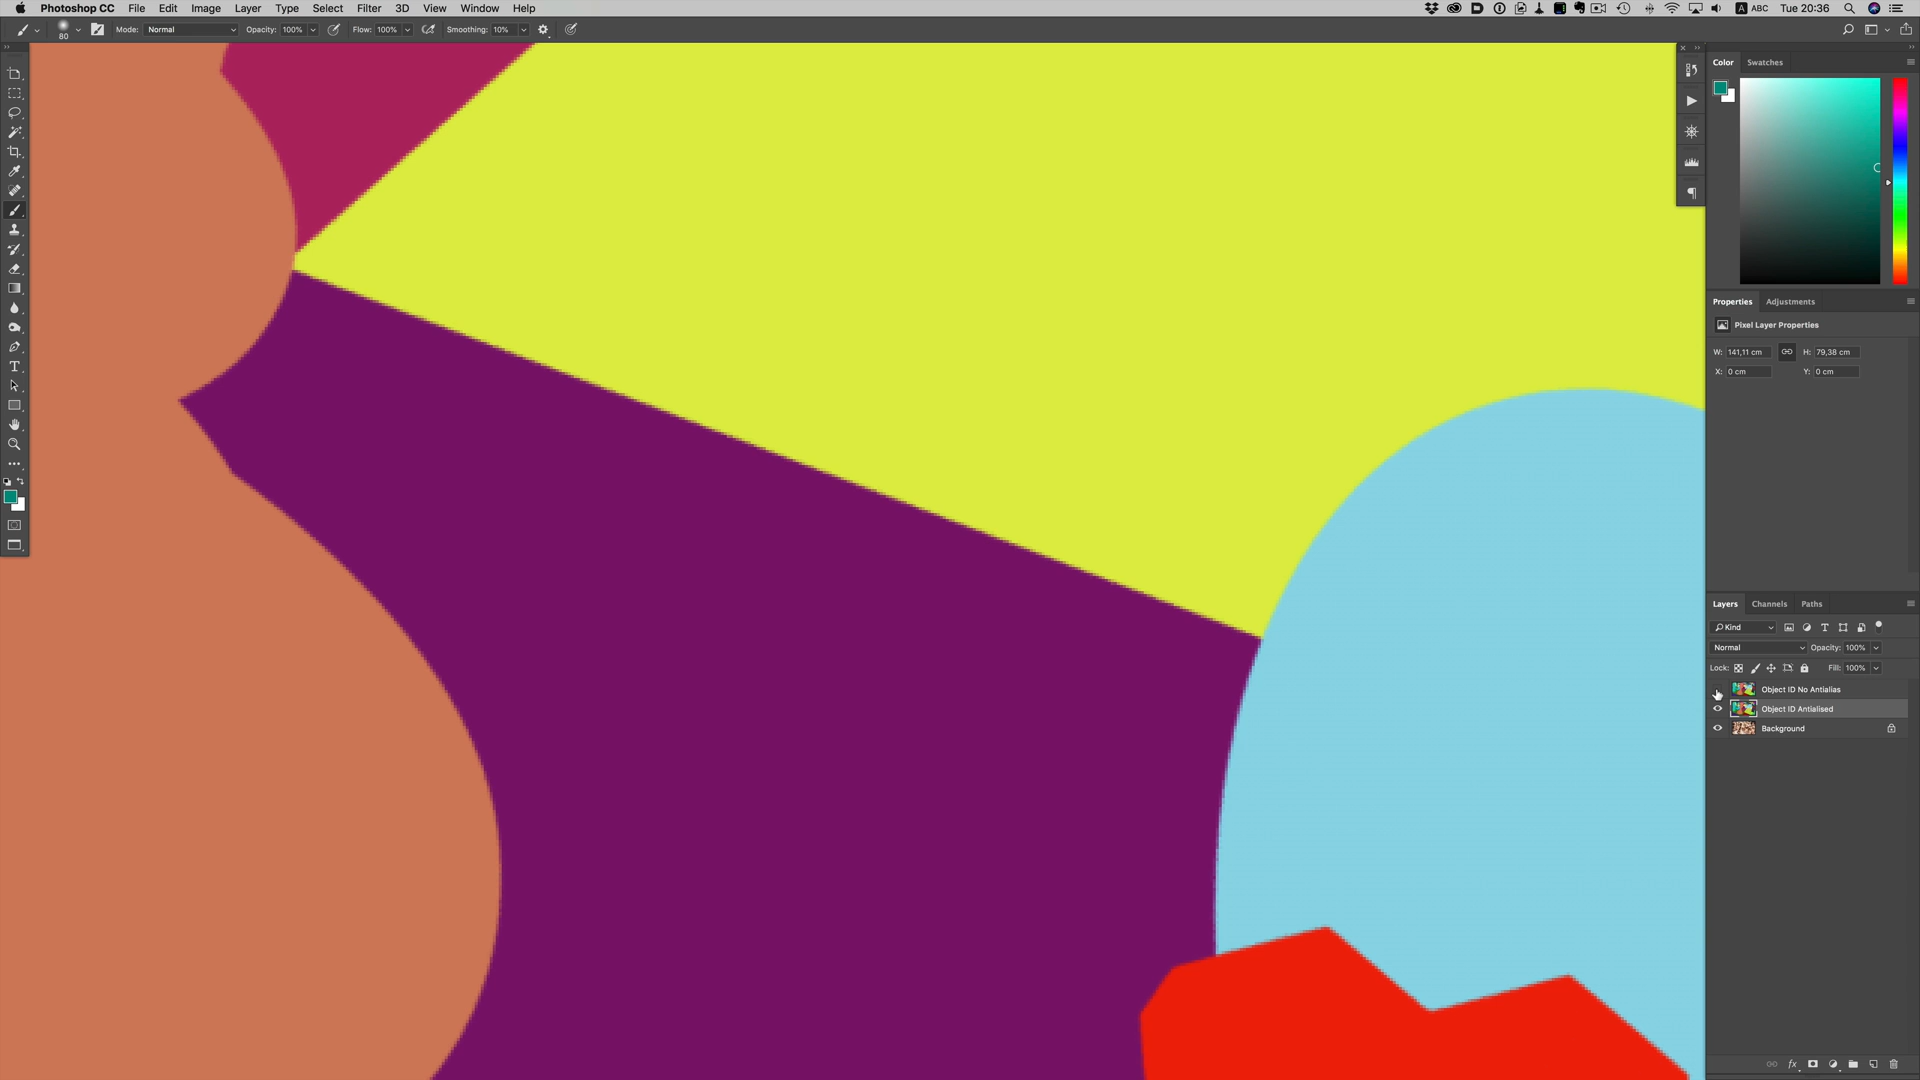 Photoshop CC File Edit Image Layer Type Select Filter 3D View Window Help ABC Tue 20:36
80 Mode: Normal Opacity: 100% Flow: 100% Smoothing: 10%
Color Swatches
Properties Adjustments
Pixel Layer Properties
W: 141,11 cm H: 79,38 cm
X: 0 cm Y: 0 cm
Layers Channels Paths
Kind
Normal Opacity: 100%
Lock: Fill: 100%
Object ID No Antialias
Object ID Antialised
Background